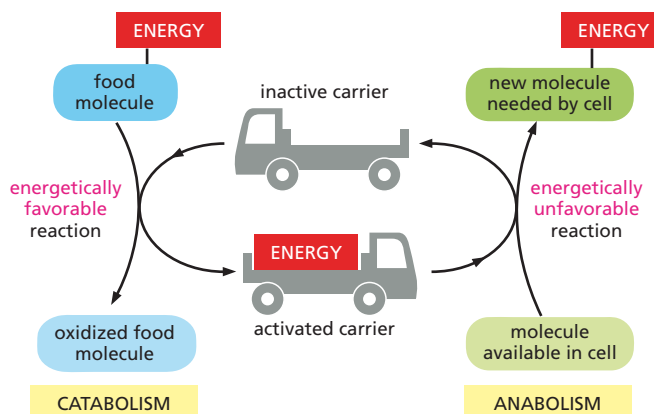 ENERGY
food
molecule
energetically
favorable
reaction
oxidized food
molecule
CATABOLISM
inactive carrier
ENERGY
activated carrier
ENERGY
new molecule
needed by cell
energetically
unfavorable
reaction
molecule
available in cell
ANABOLISM